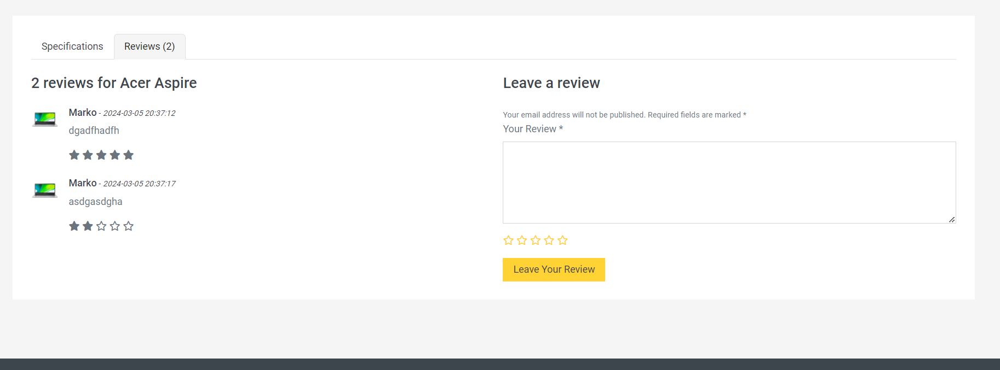 Specifications
Reviews (2)
2 reviews for Acer Aspire
Marko - 2024-03-05 20:37:12
dgadfhadfh
Marko - 2024-03-05 20:37:17
asdgasdgha
Leave a review
Your email address will not be published. Required fields are marked *
Your Review *
Leave Your Review